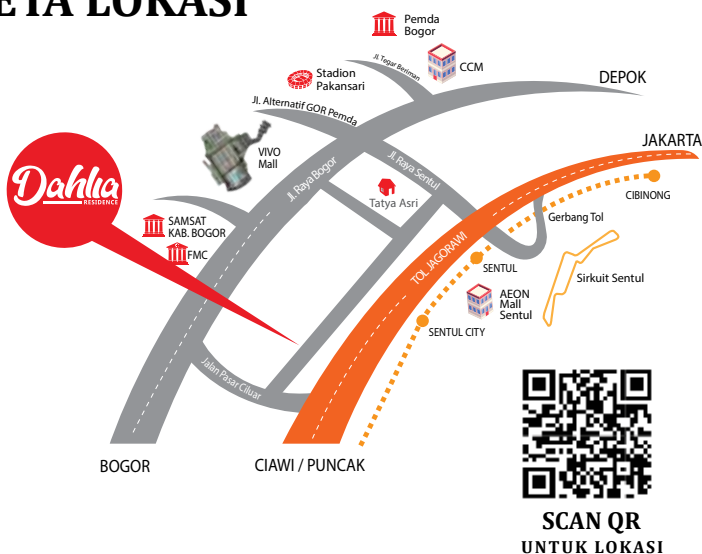 ETA LOKASI
Pemda
Bogor
Jl. Tegar Beriman
CCM
Stadion
Pakansari
DEPOK
Jl. Alternatif GOR Pemda
JAKARTA
VIVO
Mall
Jl. Raya Bogor
Jl. Raya Sentul
Dahlia
RESIDENCE
Tatya Asri
CIBINONG
SAMSAT
KAB. BOGOR
FMC
Gerbang Tol
TOL JAGORAWI
SENTUL
Sirkuit Sentul
AEON
Mall
Sentul
SENTUL CITY
Jalan Pasar Ciluar
BOGOR
CIAWI / PUNCAK
SCAN QR
UNTUK LOKASI